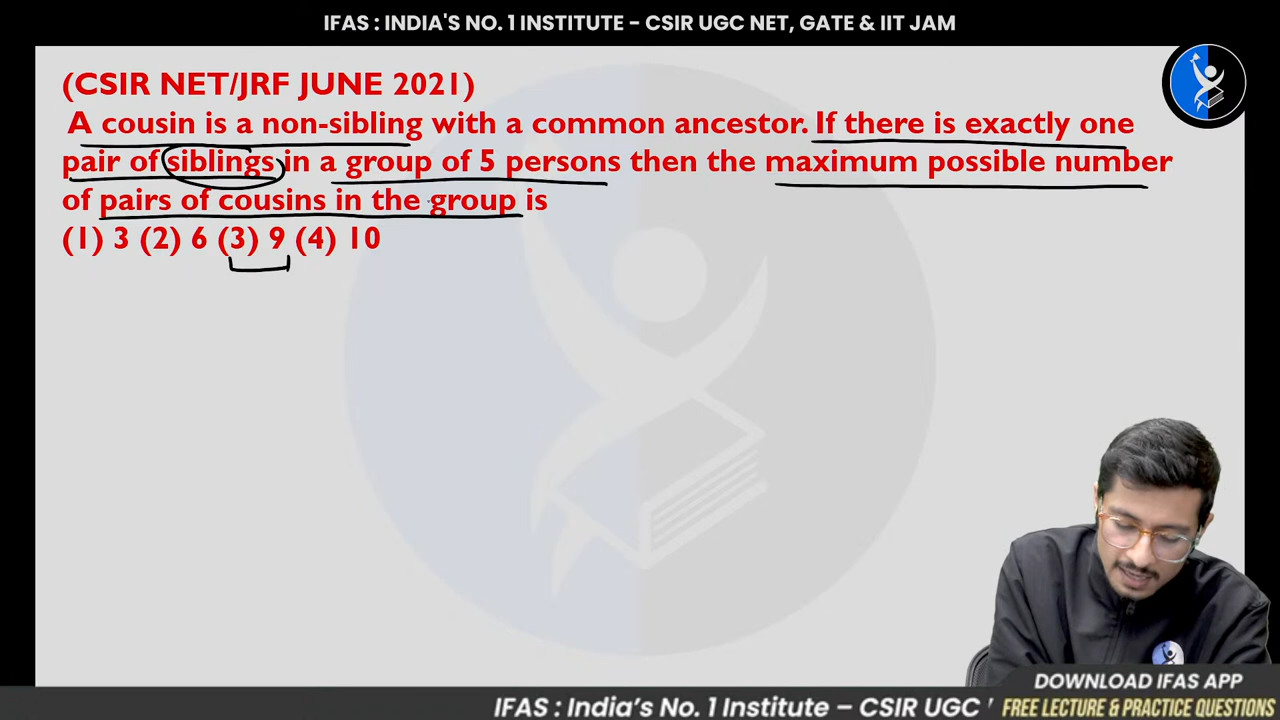 IFAS : INDIA'S NO. 1 INSTITUTE - CSIR UGC NET, GATE & IIT JAM
(CSIR NET/JRF JUNE 2021)
A cousin is a non-sibling with a common ancestor. If there is exactly one
pair of siblings in a group of 5 persons then the maximum possible number
of pairs of cousins in the group is
(1) 3 (2) 6 (3) 9 (4) 10
DOWNLOAD IFAS APP
IFAS : India's No. 1 Institute – CSIR UGC '
FREE LECTURE & PRACTICE QUESTIONS